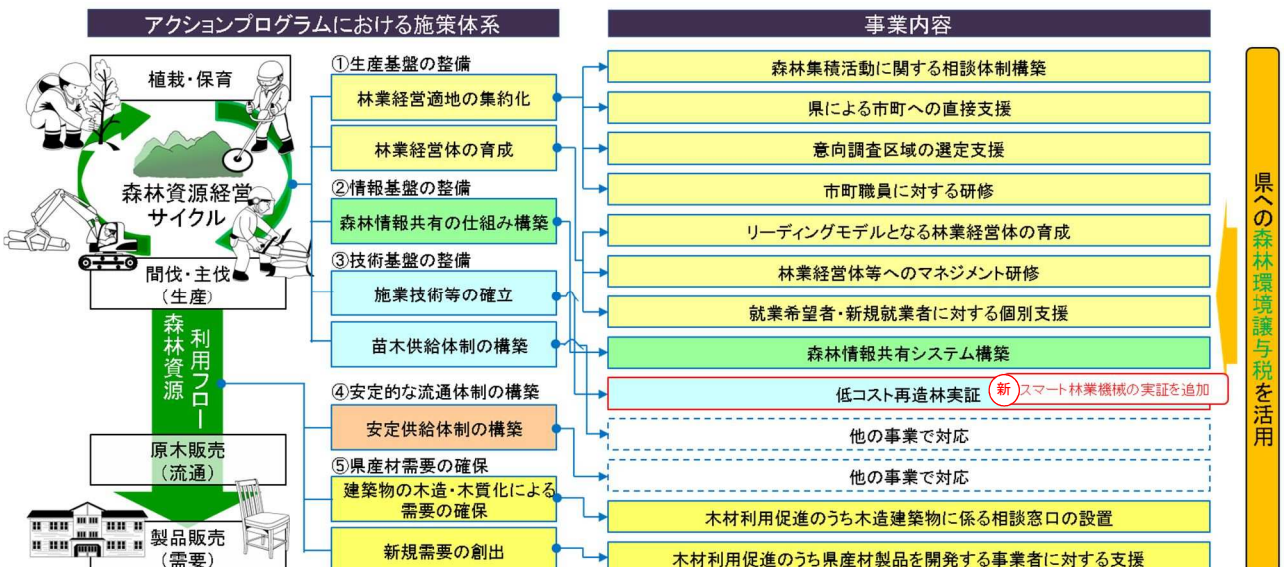 アクションプログラムにおける施策体系
事業内容
植栽・保育
森林資源経営
サイクル
間伐・主伐
(生産)
森林資源
利用フロー
原木販売
(流通)
製品販売
(需要)
①生産基盤の整備
林業経営適地の集約化
林業経営体の育成
②情報基盤の整備
森林情報共有の仕組み構築
③技術基盤の整備
施業技術等の確立
苗木供給体制の構築
④安定的な流通体制の構築
安定供給体制の構築
⑤県産材需要の確保
建築物の木造・木質化による
需要の確保
新規需要の創出
森林集積活動に関する相談体制構築
県による市町への直接支援
意向調査区域の選定支援
市町職員に対する研修
リーディングモデルとなる林業経営体の育成
林業経営体等へのマネジメント研修
就業希望者・新規就業者に対する個別支援
森林情報共有システム構築
低コスト再造林実証
新 スマート林業機械の実証を追加
他の事業で対応
他の事業で対応
木材利用促進のうち木造建築物に係る相談窓口の設置
木材利用促進のうち県産材製品を開発する事業者に対する支援
県への森林環境譲与税を活用